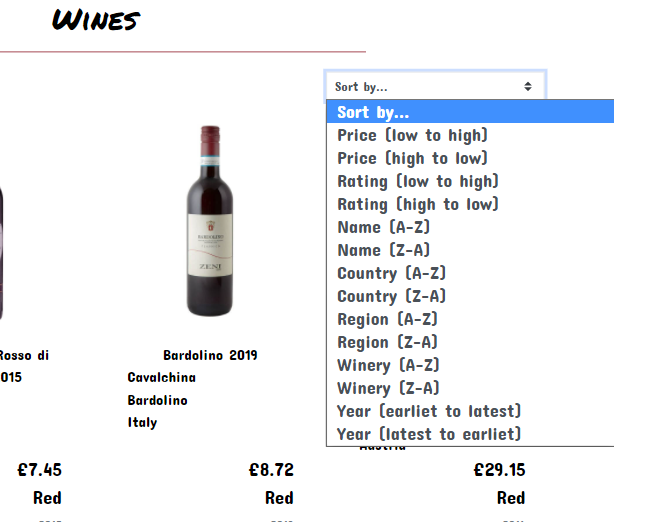 Wines
Sort by...
Sort by...
Price (low to high)
Price (high to low)
Rating (low to high)
Rating (high to low)
Name (A-Z)
Name (Z-A)
Country (A-Z)
Country (Z-A)
Region (A-Z)
Region (Z-A)
Winery (A-Z)
Winery (Z-A)
Year (earliet to latest)
Year (latest to earliet)
BARDOLINO
ZENI
Rosso di
015
Bardolino 2019
Cavalchina
Bardolino
Italy
Austria
£7.45
£8.72
£29.15
Red
Red
Red